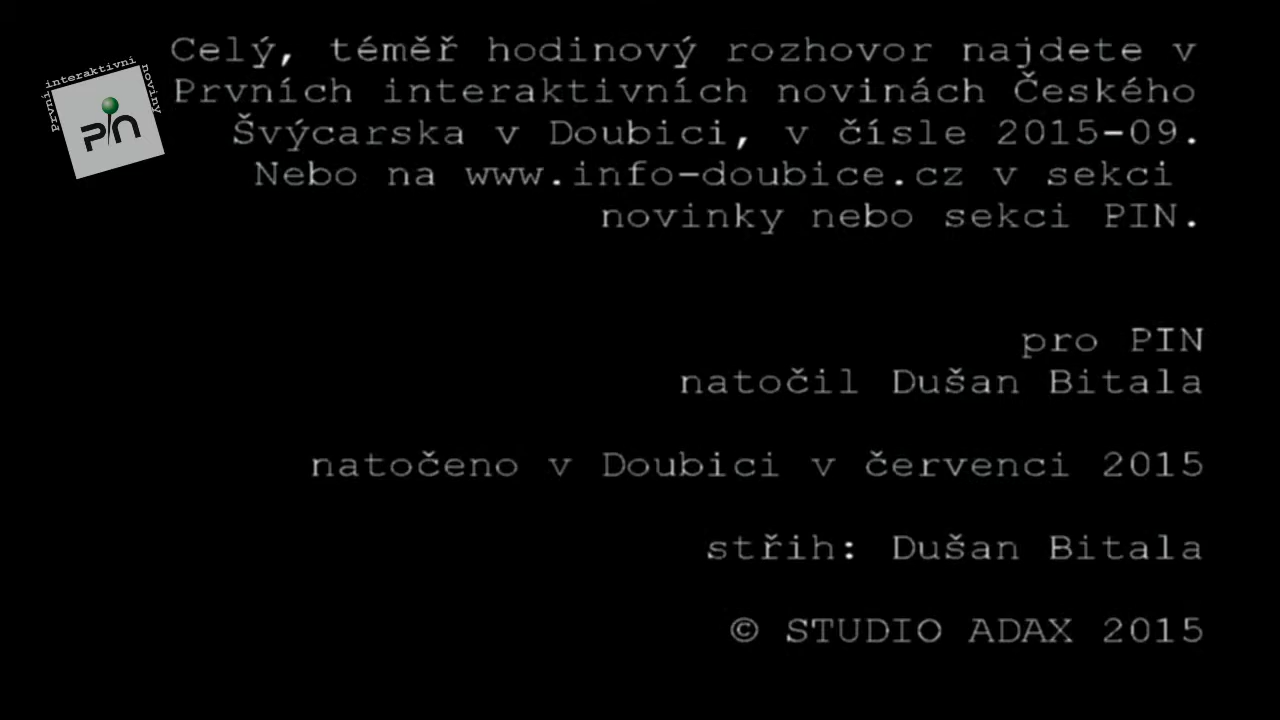 Celý, téměř hodinový rozhovor najdete v
Prvních interaktivních novinách Českého
Švýcarska v Doubici, v čísle 2015-09.
Nebo na www.info-doubice.cz v sekci
novinky nebo sekci PIN.
První interaktivní noviny
PIN
pro PIN
natočil Dušan Bitala
natočeno v Doubici v červenci 2015
střih: Dušan Bitala
© STUDIO ADAX 2015